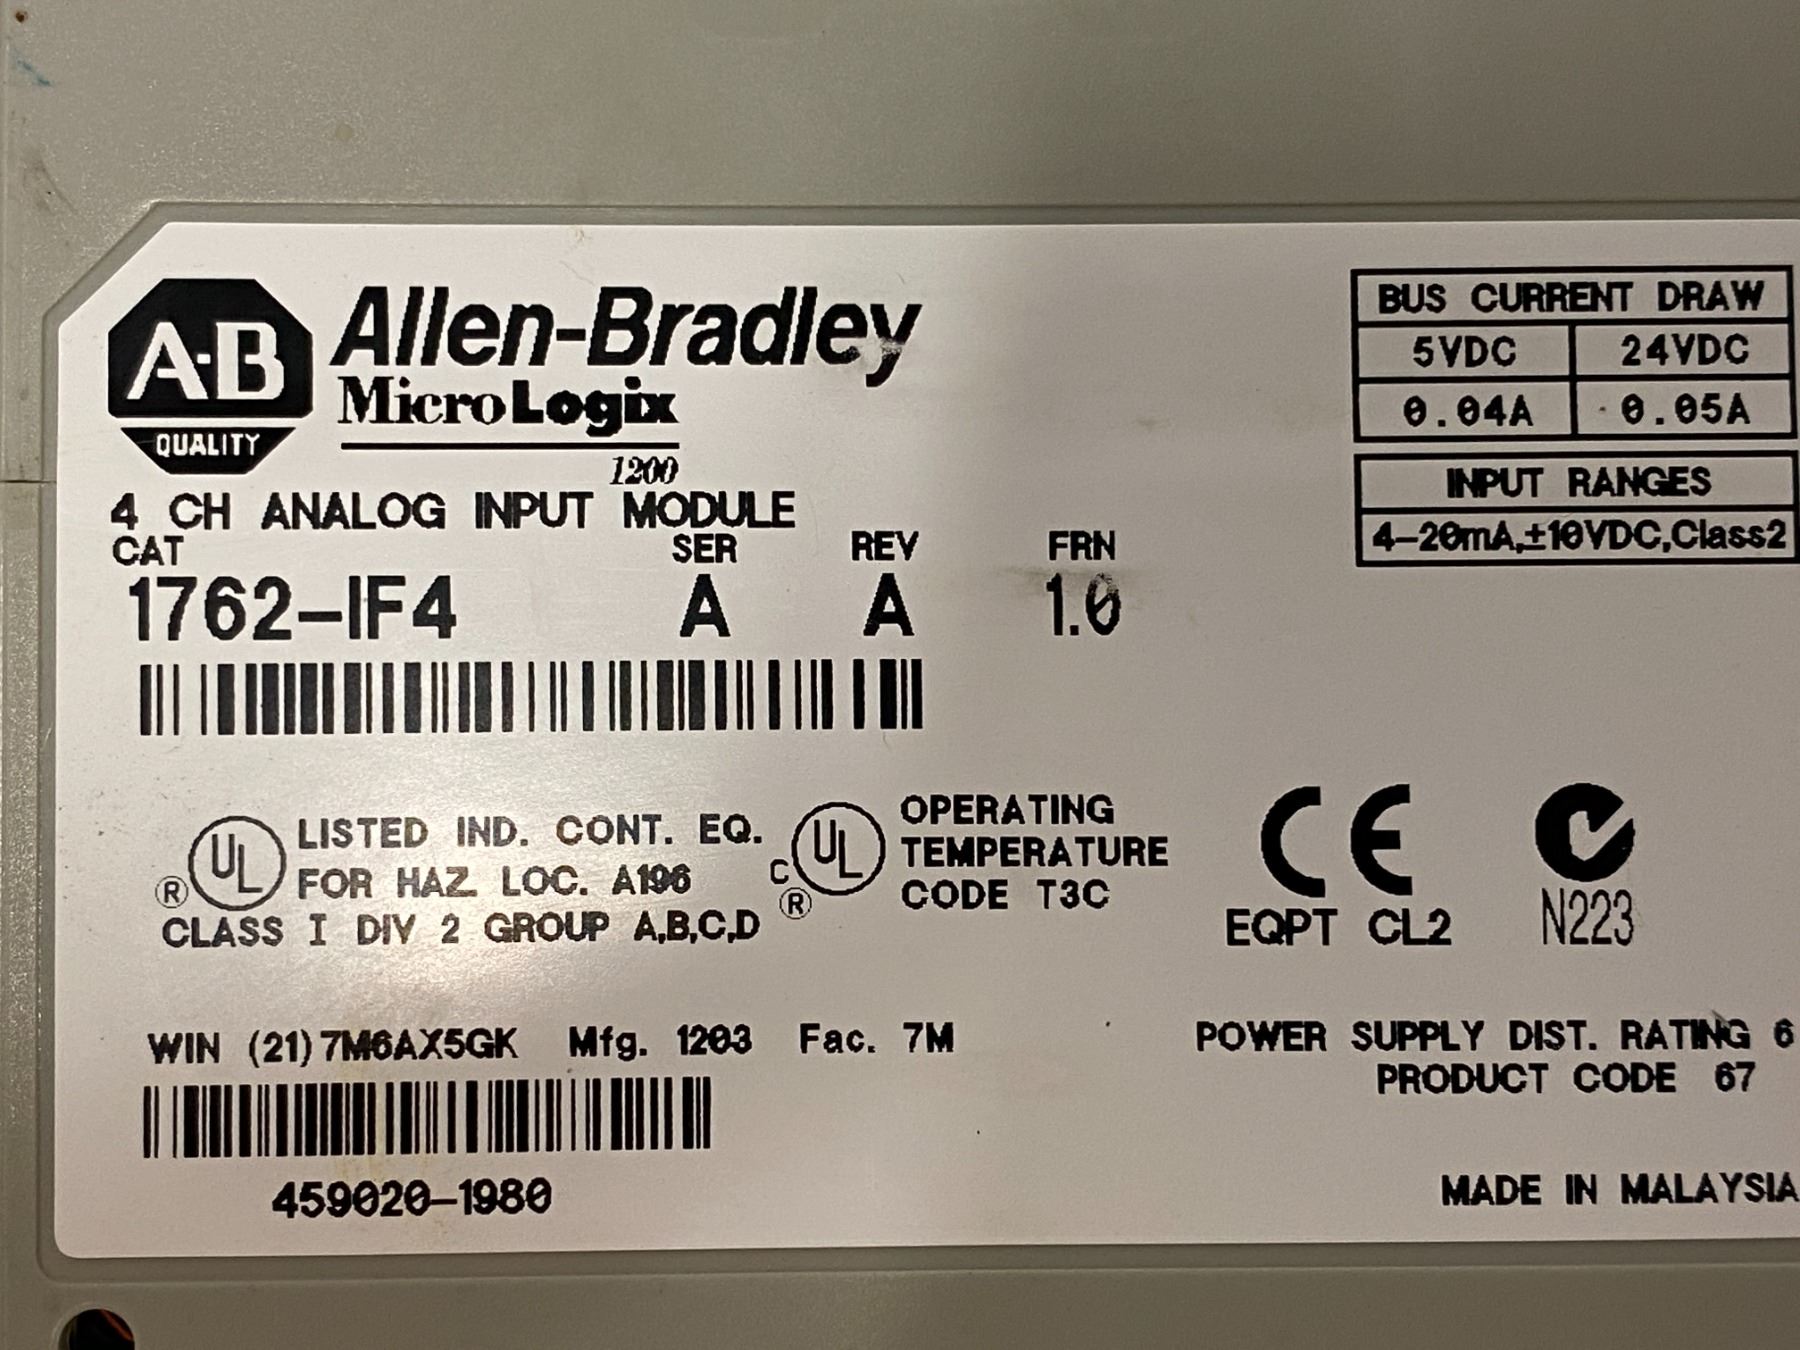 A-B
QUALITY
Allen-Bradley
MicroLogix
1200
4 CH ANALOG INPUT MODULE
CAT SER REV FRN
1762-IF4 A A 1.0
BUS CURRENT DRAW
5VDC 24VDC
0.04A 0.05A
INPUT RANGES
4-20mA,±10VDC,Class2
UL LISTED IND. CONT. EQ.
® FOR HAZ. LOC. A196
CLASS I DIV 2 GROUP A,B,C,D
C UL ®
OPERATING
TEMPERATURE
CODE T3C
CE
EQPT CL2
N223
WIN (21)7M6AX5GK Mfg. 1203 Fac. 7M
459020-1980
POWER SUPPLY DIST. RATING 6
PRODUCT CODE 67
MADE IN MALAYSIA